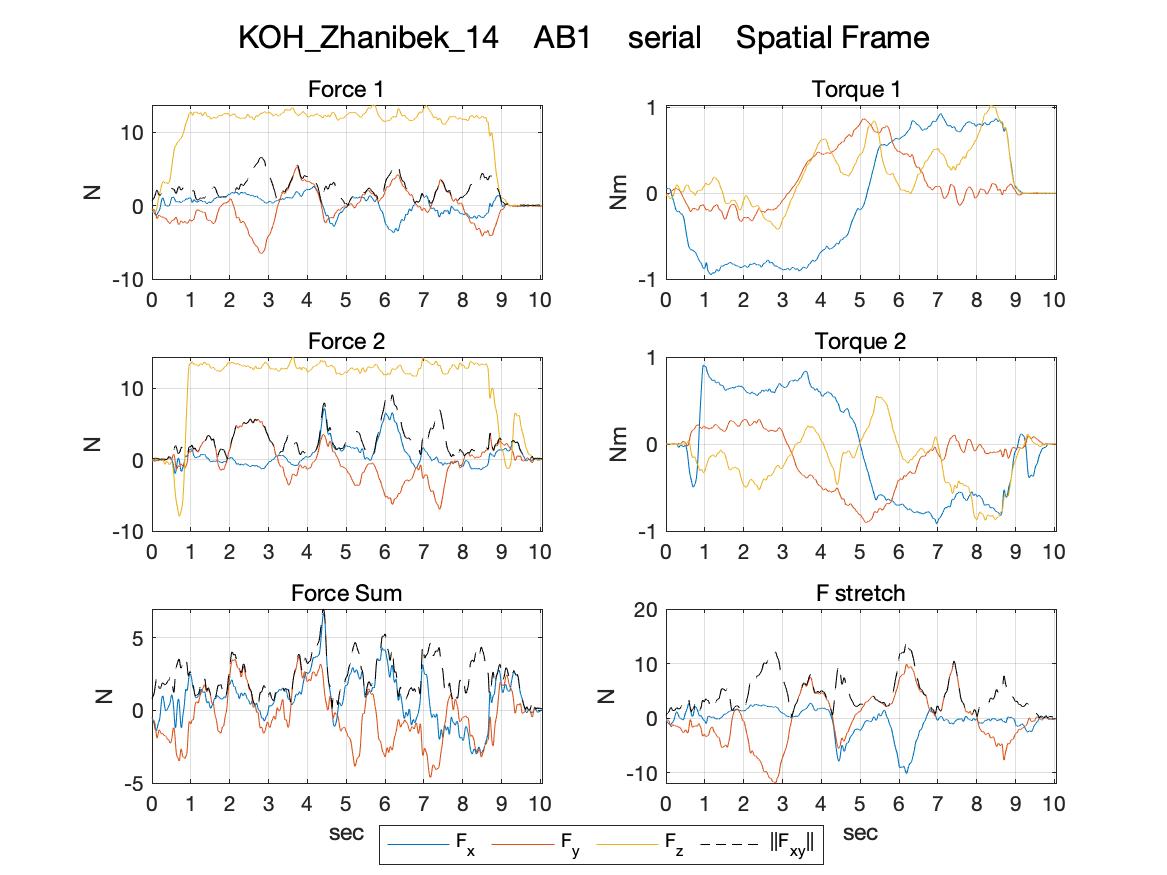 KOH_Zhanibek_14 AB1 serial Spatial Frame
Force 1
N
10
0
-10
0 1 2 3 4 5 6 7 8 9 10
Torque 1
Nm
1
0
-1
0 1 2 3 4 5 6 7 8 9 10
Force 2
N
10
0
-10
0 1 2 3 4 5 6 7 8 9 10
Torque 2
Nm
1
0
-1
0 1 2 3 4 5 6 7 8 9 10
Force Sum
N
5
0
-5
0 1 2 3 4 5 6 7 8 9 10
sec
F stretch
N
20
10
0
-10
0 1 2 3 4 5 6 7 8 9 10
sec
Fx Fy Fz ||Fxy||